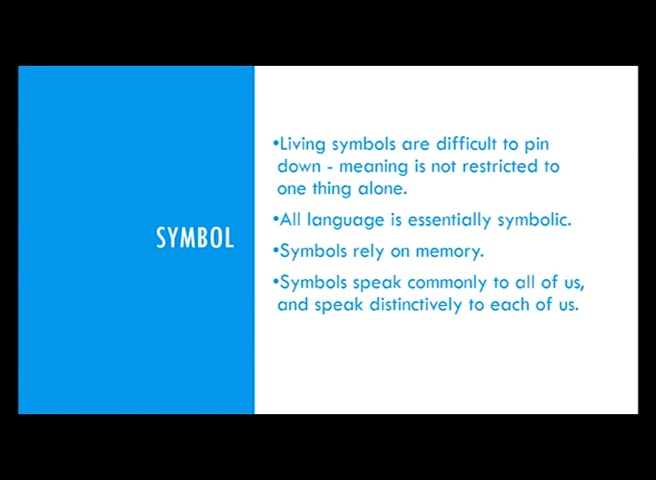 SYMBOL
•Living symbols are difficult to pin
down - meaning is not restricted to
one thing alone.
•All language is essentially symbolic.
•Symbols rely on memory.
•Symbols speak commonly to all of us,
and speak distinctively to each of us.